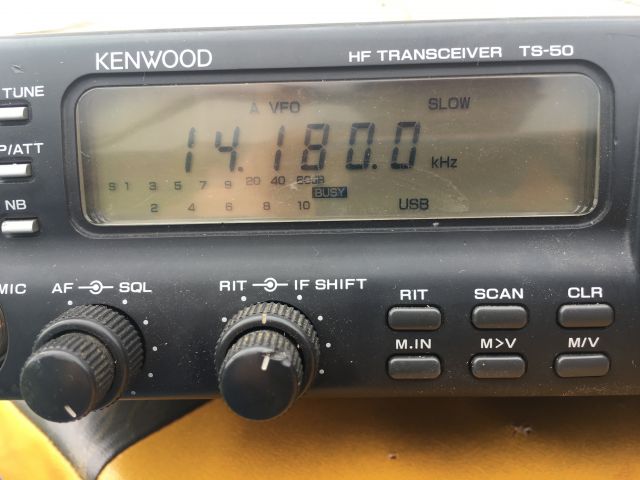 KENWOOD HF TRANSCEIVER TS-50
TUNE
A VFO SLOW
P/ATT
14.180.0 kHz
S 1 3 5 7 9 20 40 60dB
BUSY
NB
2 4 6 8 10 USB
MIC AF SQL RIT IF SHIFT RIT SCAN CLR
M.IN M>V M/V